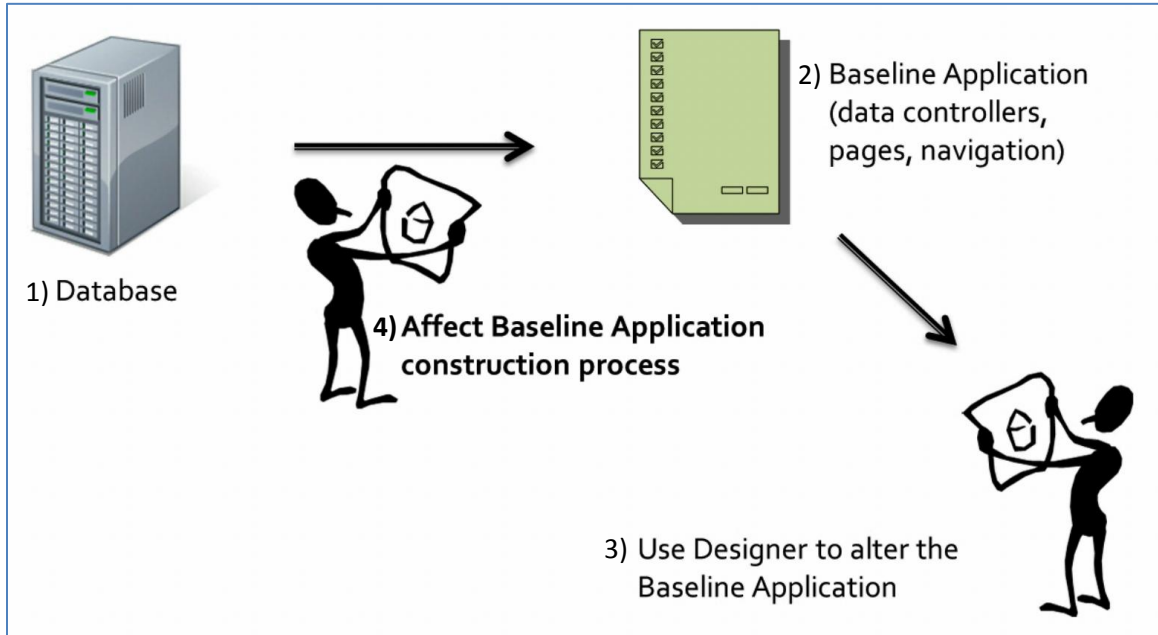 1) Database
2) Baseline Application
(data controllers,
pages, navigation)
4) Affect Baseline Application
construction process
3) Use Designer to alter the
Baseline Application